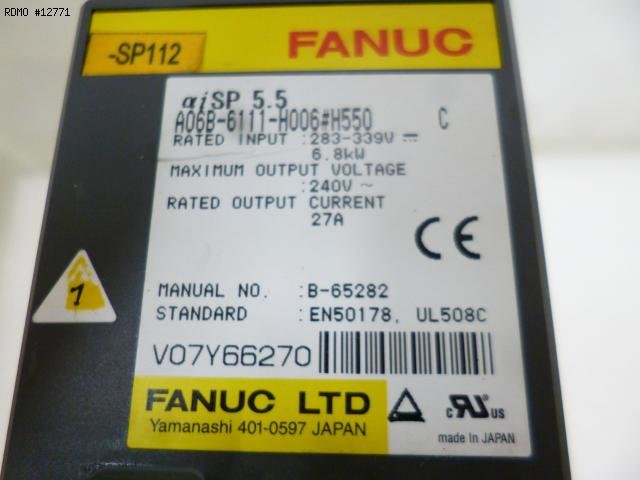 RDMO #12771
-SP112
FANUC
αiSP 5.5
A06B-6111-H006#H550 C
RATED INPUT :283-339V ⎓
6.8kW
MAXIMUM OUTPUT VOLTAGE
:240V ~
RATED OUTPUT CURRENT
27A
CE
1
MANUAL NO. :B-65282
STANDARD :EN50178, UL508C
V07Y66270
FANUC LTD
Yamanashi 401-0597 JAPAN
c RU us
made in JAPAN